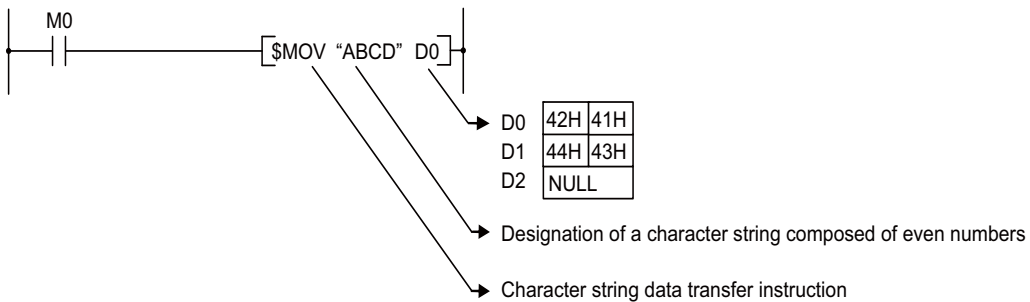 M0
$MOV “ABCD” D0
D0 42H 41H
D1 44H 43H
D2 NULL
Designation of a character string composed of even numbers
Character string data transfer instruction